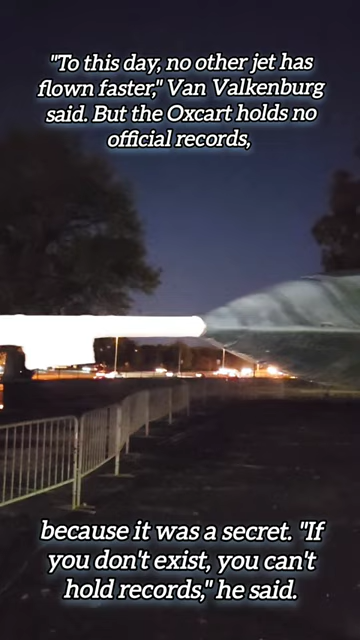 "To this day, no other jet has
flown faster," Van Valkenburg
said. But the Oxcart holds no
official records,
because it was a secret. "If
you don't exist, you can't
hold records," he said.